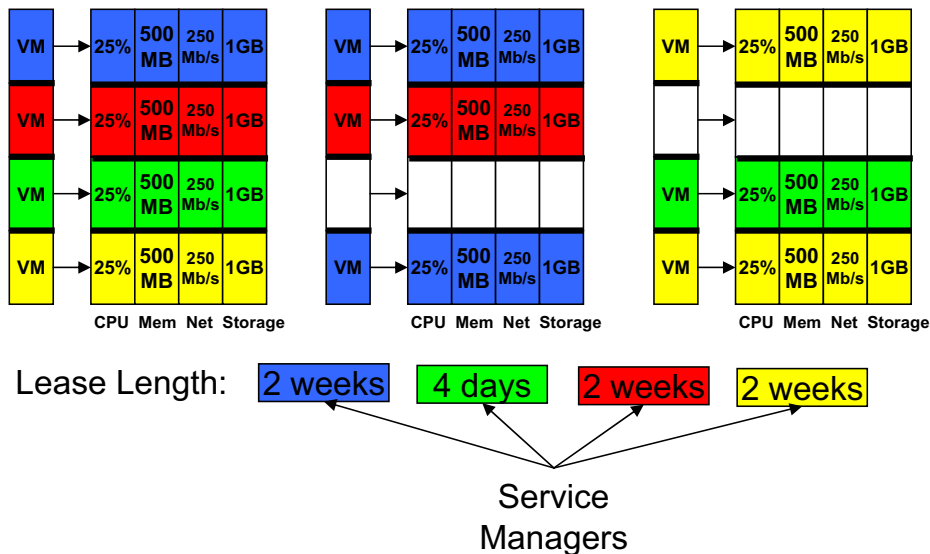 VM 25% 500 MB 250 Mb/s 1GB
VM 25% 500 MB 250 Mb/s 1GB
VM 25% 500 MB 250 Mb/s 1GB
VM 25% 500 MB 250 Mb/s 1GB
CPU Mem Net Storage
VM 25% 500 MB 250 Mb/s 1GB
VM 25% 500 MB 250 Mb/s 1GB
VM 25% 500 MB 250 Mb/s 1GB
CPU Mem Net Storage
VM 25% 500 MB 250 Mb/s 1GB
VM 25% 500 MB 250 Mb/s 1GB
VM 25% 500 MB 250 Mb/s 1GB
CPU Mem Net Storage
Lease Length: 2 weeks 4 days 2 weeks 2 weeks
Service
Managers